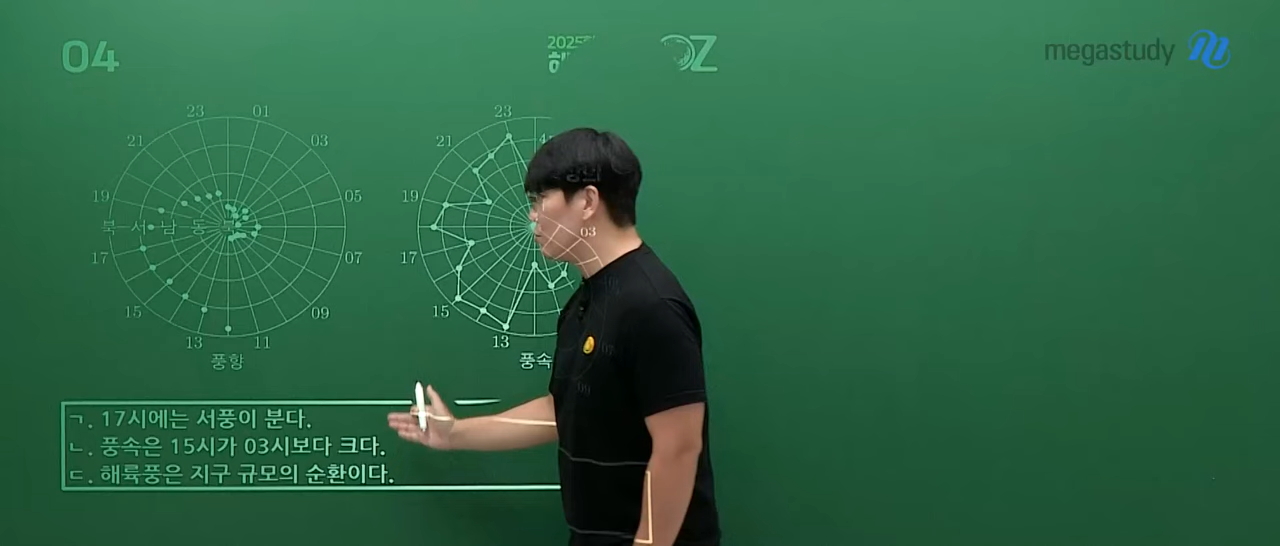 04
2025
해
OZ
megastudy
23 01
21 03
19 05
북 서 남 동 북
17 07
15 09
13 11
풍향
23
21
19
03
17
15
13
풍속
ㄱ. 17시에는 서풍이 분다.
ㄴ. 풍속은 15시가 03시보다 크다.
ㄷ. 해륙풍은 지구 규모의 순환이다.